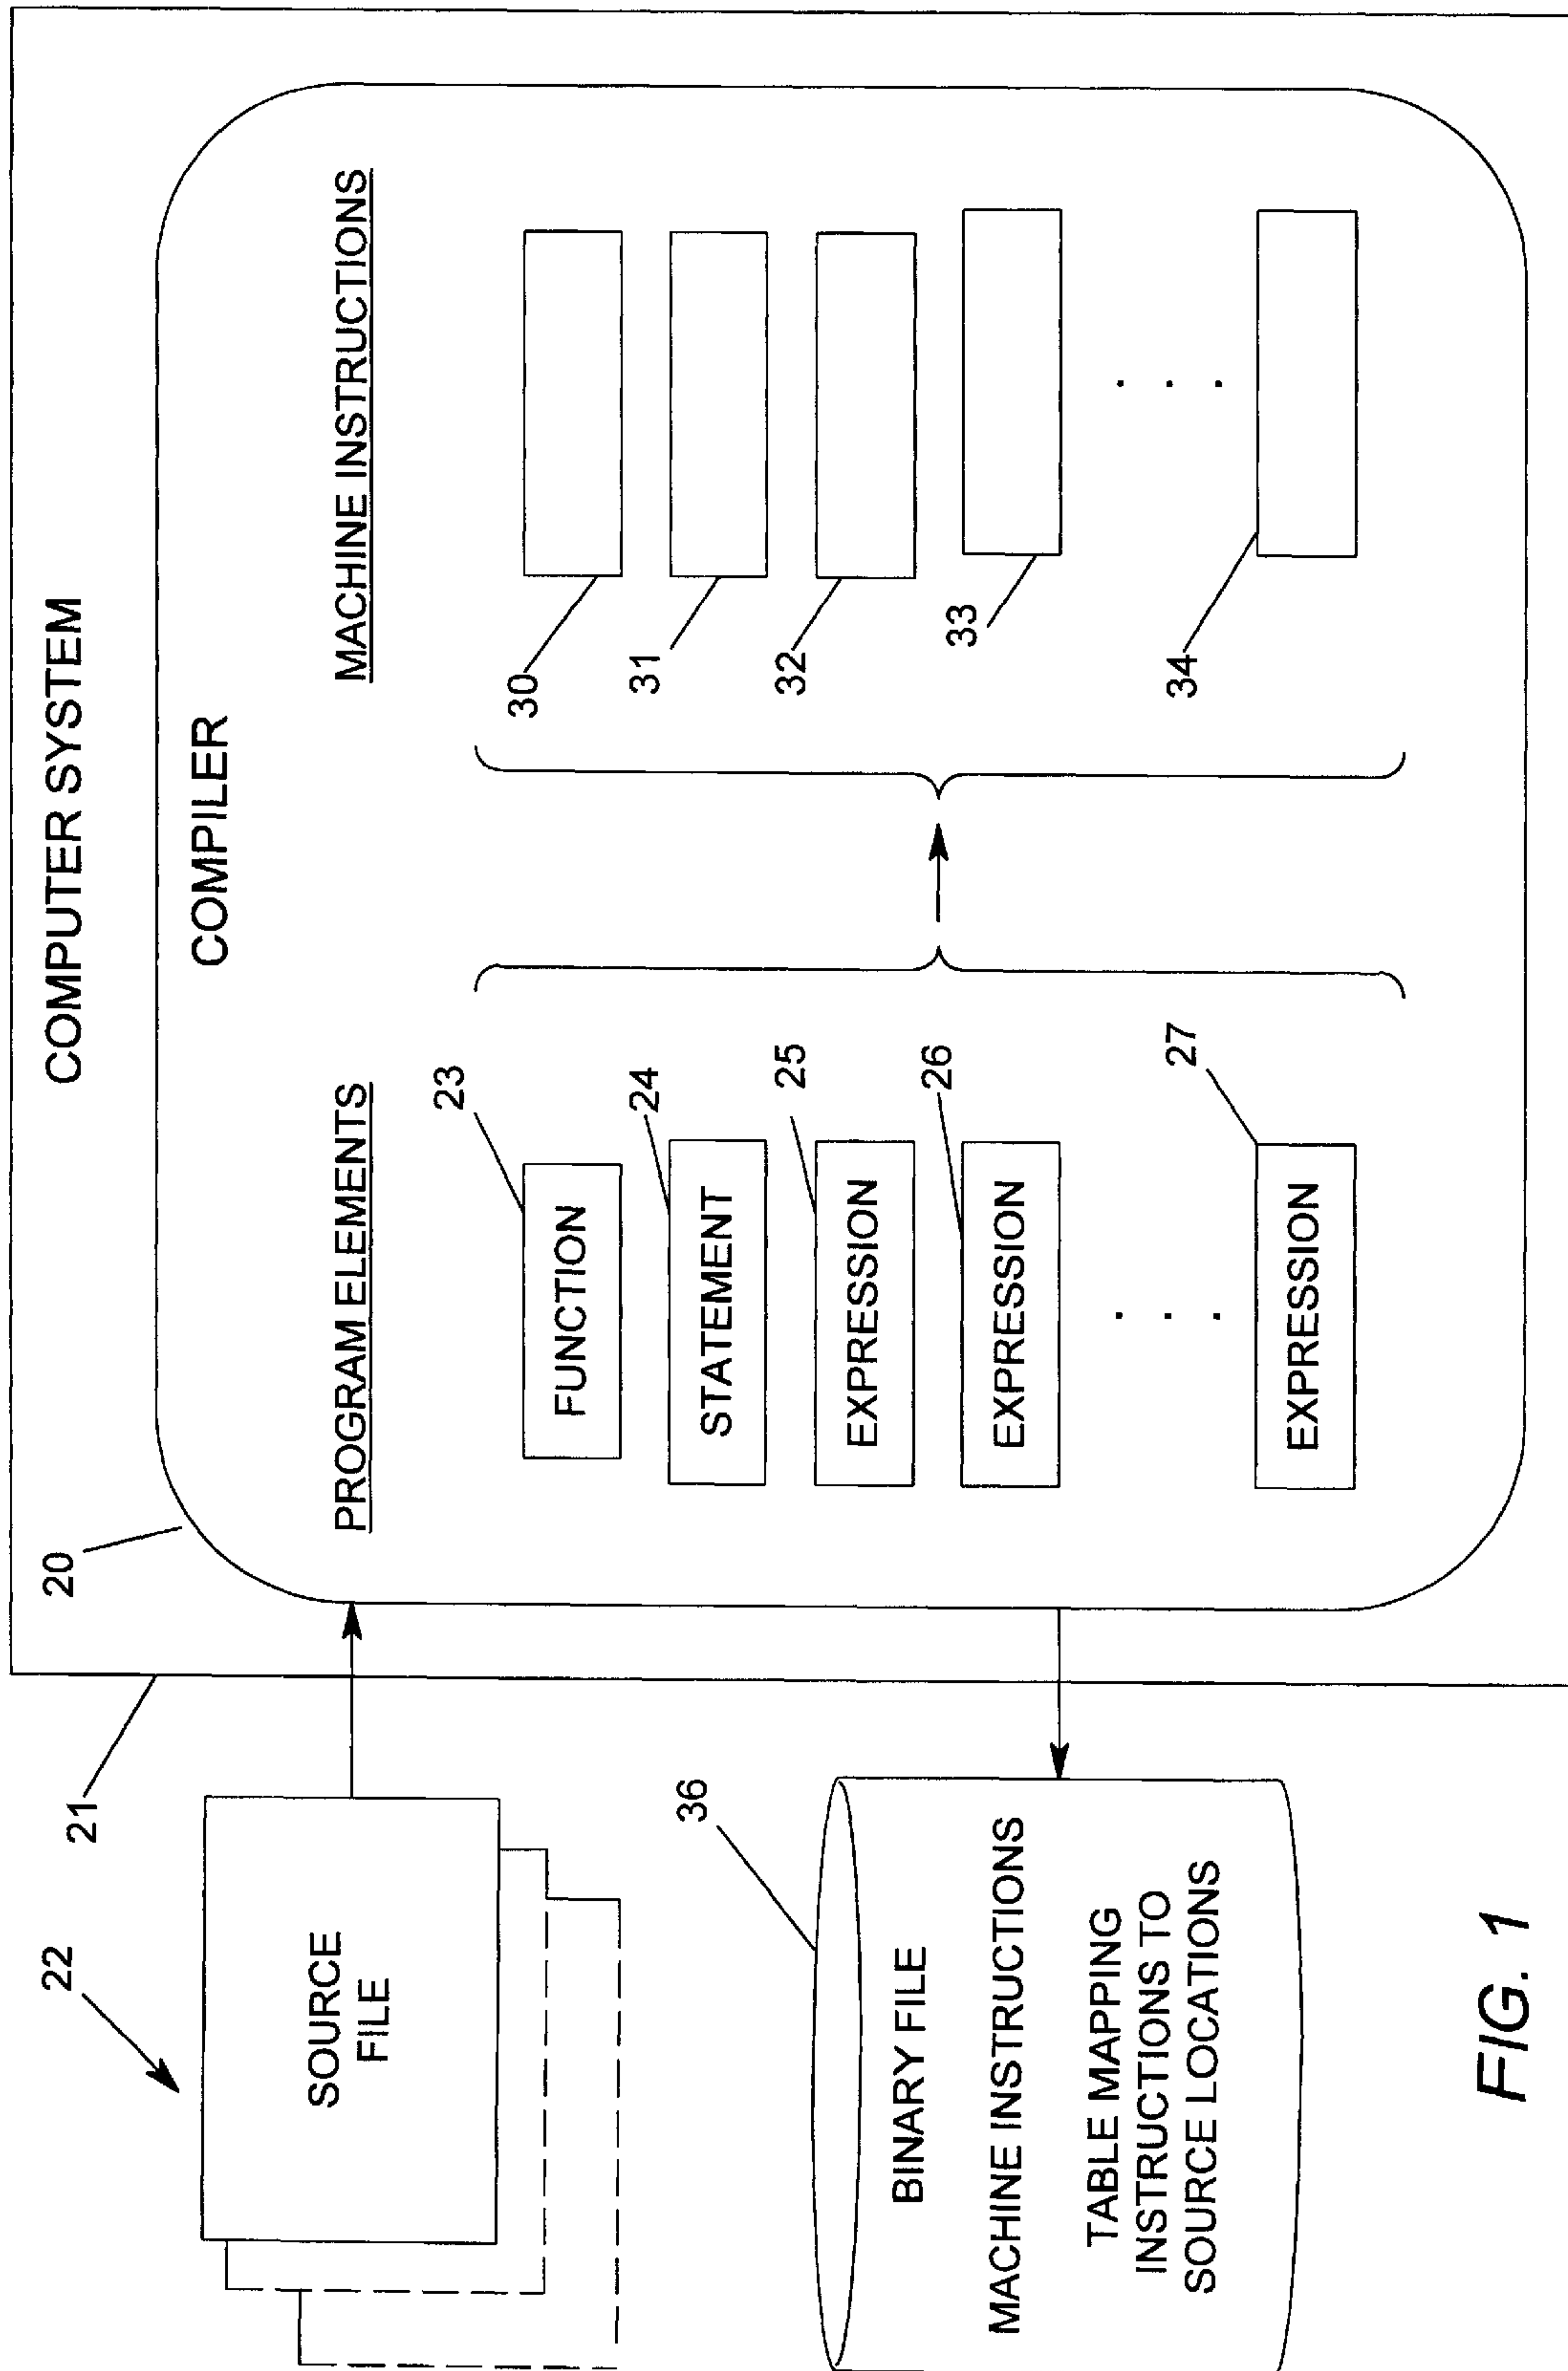 COMPUTER SYSTEM
21
20
COMPILER
22
SOURCE
FILE
PROGRAM ELEMENTS
FUNCTION
23
STATEMENT
24
EXPRESSION
25
EXPRESSION
26
. . .
EXPRESSION
27
MACHINE INSTRUCTIONS
30
31
32
33
. . .
34
36
BINARY FILE
MACHINE INSTRUCTIONS
TABLE MAPPING
INSTRUCTIONS TO
SOURCE LOCATIONS
FIG. 1